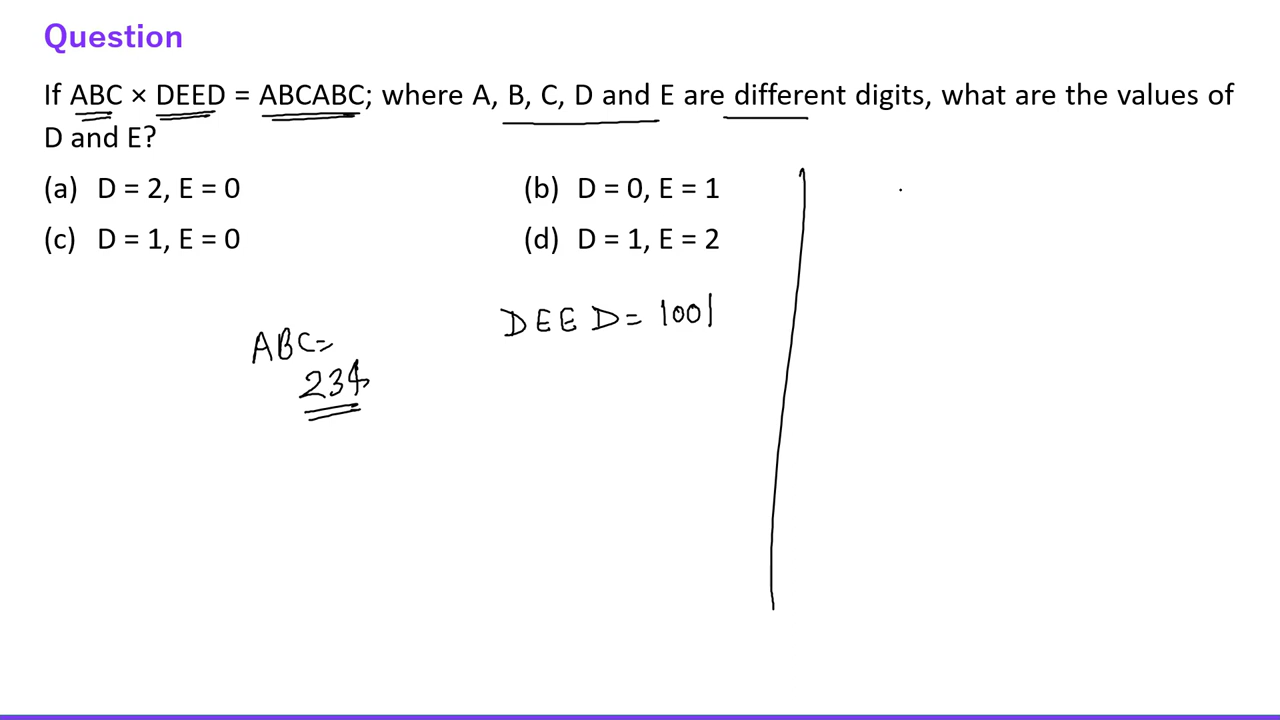 Question
If ABC × DEED = ABCABC; where A, B, C, D and E are different digits, what are the values of
D and E?
(a) D = 2, E = 0
(b) D = 0, E = 1
(c) D = 1, E = 0
(d) D = 1, E = 2
DEED = 1001
ABC =
234